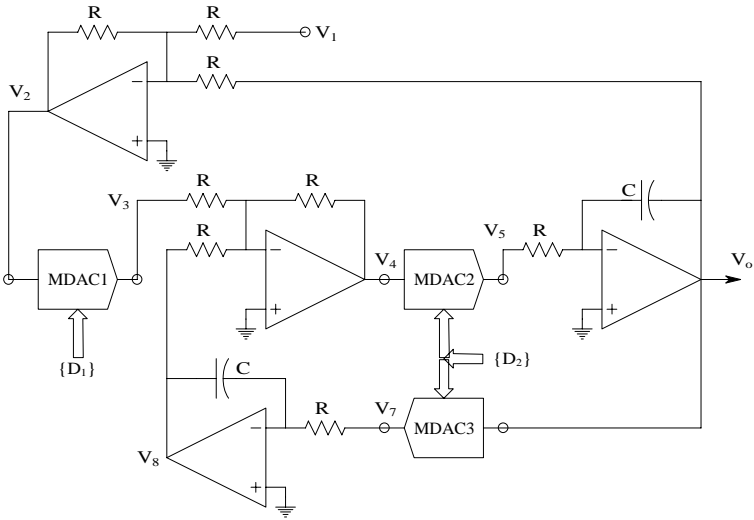 R R V₁
V₂ R
− +
R R
V₃
R − +
V₄
V₅ R
C
− +
Vₒ
MDAC1
MDAC2
{D₁}
{D₂}
C
R V₇
MDAC3
V₈
− +